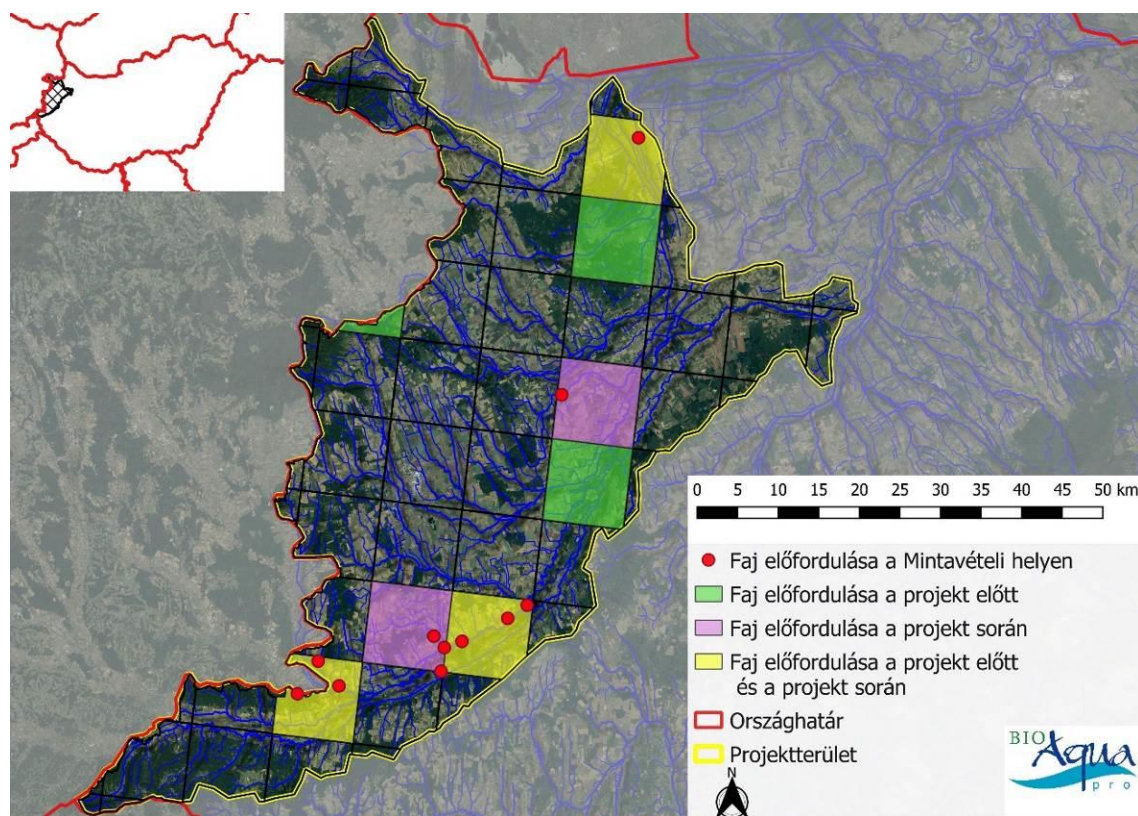 0 5 10 15 20 25 30 35 40 45 50 km
Faj előfordulása a Mintavételi helyen
Faj előfordulása a projekt előtt
Faj előfordulása a projekt során
Faj előfordulása a projekt előtt
és a projekt során
Országhatár
Projektterület
N
BIO
Aqua
pro